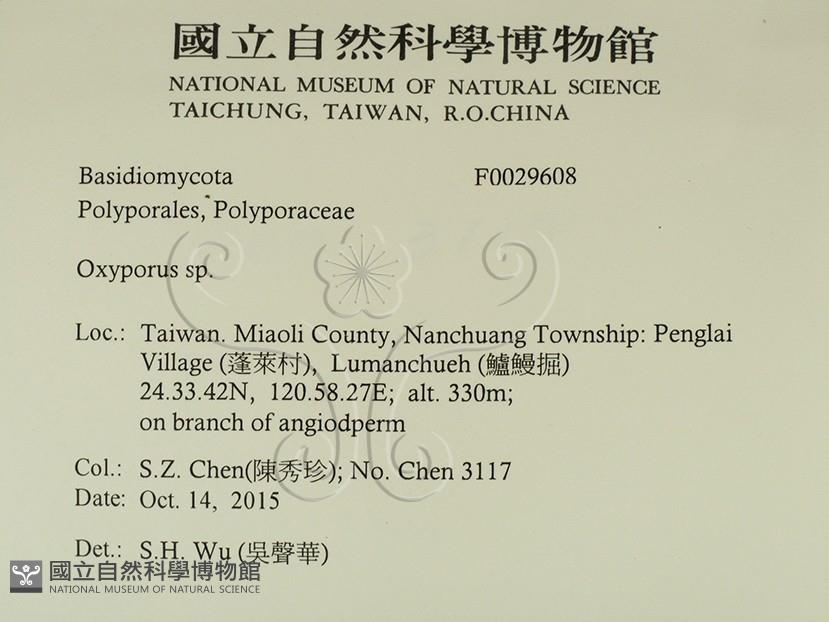 國立自然科學博物館
NATIONAL MUSEUM OF NATURAL SCIENCE
TAICHUNG, TAIWAN, R.O.CHINA
Basidiomycota F0029608
Polyporales, Polyporaceae
Oxyporus sp.
Loc.: Taiwan. Miaoli County, Nanchuang Township: Penglai
Village (蓬萊村), Lumanchueh (鱸鰻掘)
24.33.42N, 120.58.27E; alt. 330m;
on branch of angiodperm
Col.: S.Z. Chen(陳秀珍); No. Chen 3117
Date: Oct. 14, 2015
Det.: S.H. Wu (吳聲華)
國立自然科學博物館
NATIONAL MUSEUM OF NATURAL SCIENCE